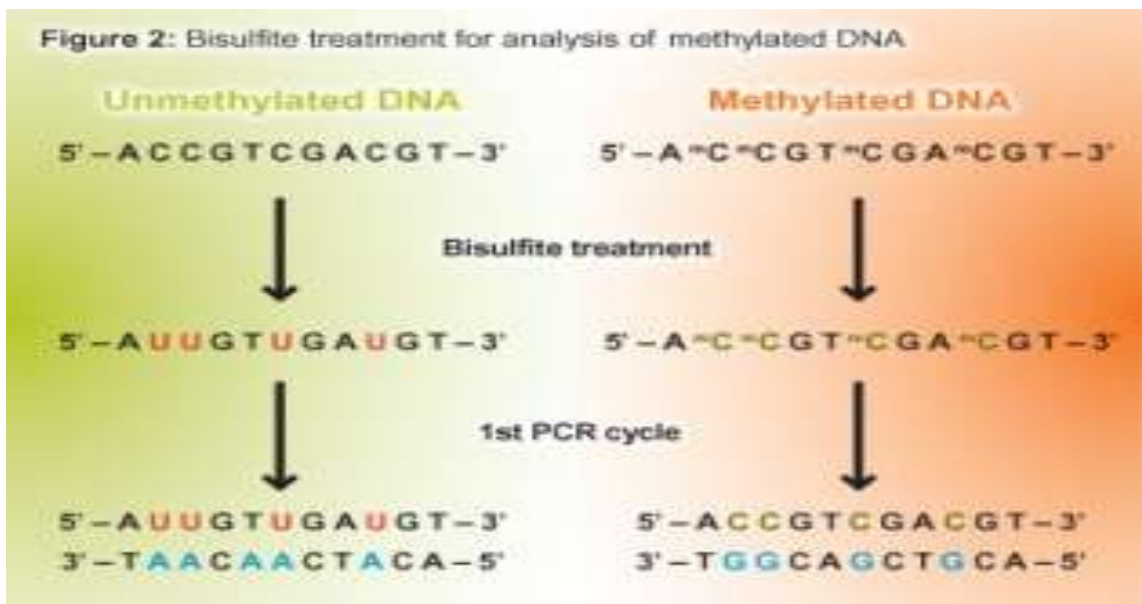 Figure 2: Bisulfite treatment for analysis of methylated DNA
Unmethylated DNA
Methylated DNA
5'–ACCGTCGACGT–3'
5'–AᵐCᵐCGTᵐCGAᵐCGT–3'
Bisulfite treatment
5'–AUUGTUGAUGT–3'
5'–AᵐCᵐCGTᵐCGAᵐCGT–3'
1st PCR cycle
5'–AUUGTUGAUGT–3'
5'–ACCGTCGACGT–3'
3'–TAACAACTACA–5'
3'–TGGCAGCTGCA–5'